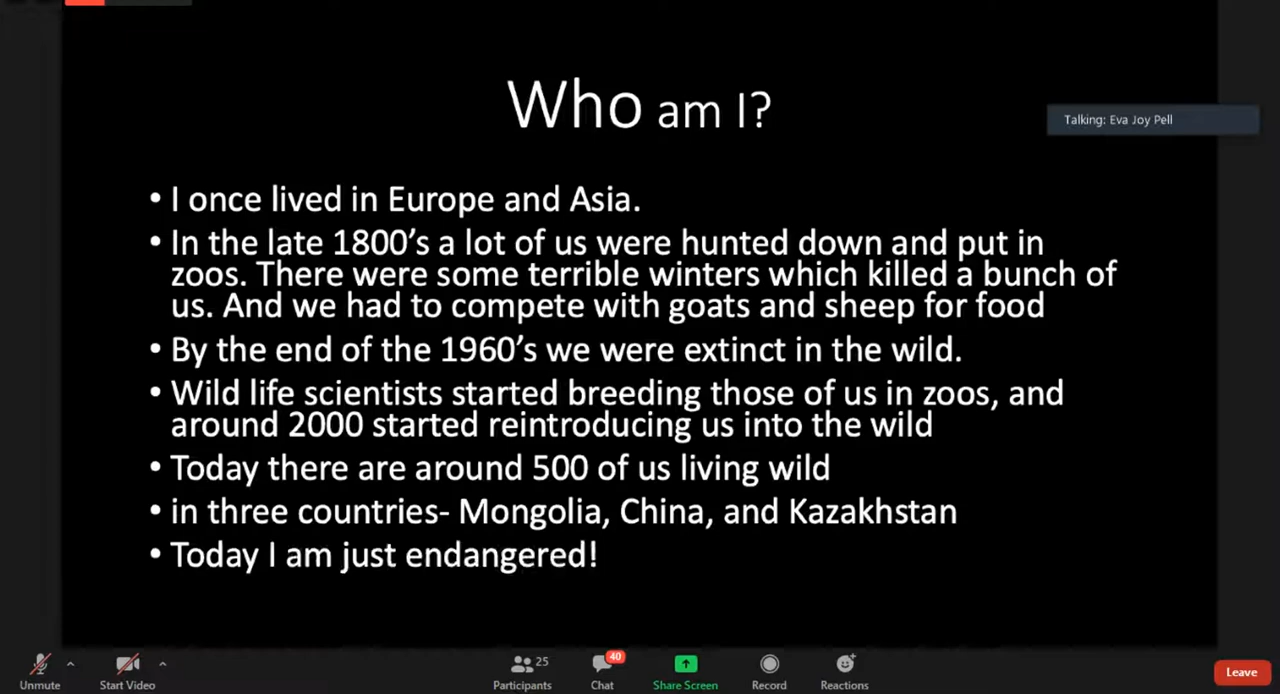 Who am I?
Talking: Eva Joy Pell
• I once lived in Europe and Asia.
• In the late 1800’s a lot of us were hunted down and put in
zoos. There were some terrible winters which killed a bunch of
us. And we had to compete with goats and sheep for food
• By the end of the 1960’s we were extinct in the wild.
• Wild life scientists started breeding those of us in zoos, and
around 2000 started reintroducing us into the wild
• Today there are around 500 of us living wild
• in three countries- Mongolia, China, and Kazakhstan
• Today I am just endangered!
25
40
Unmute
Start Video
Participants
Chat
Share Screen
Record
Reactions
Leave